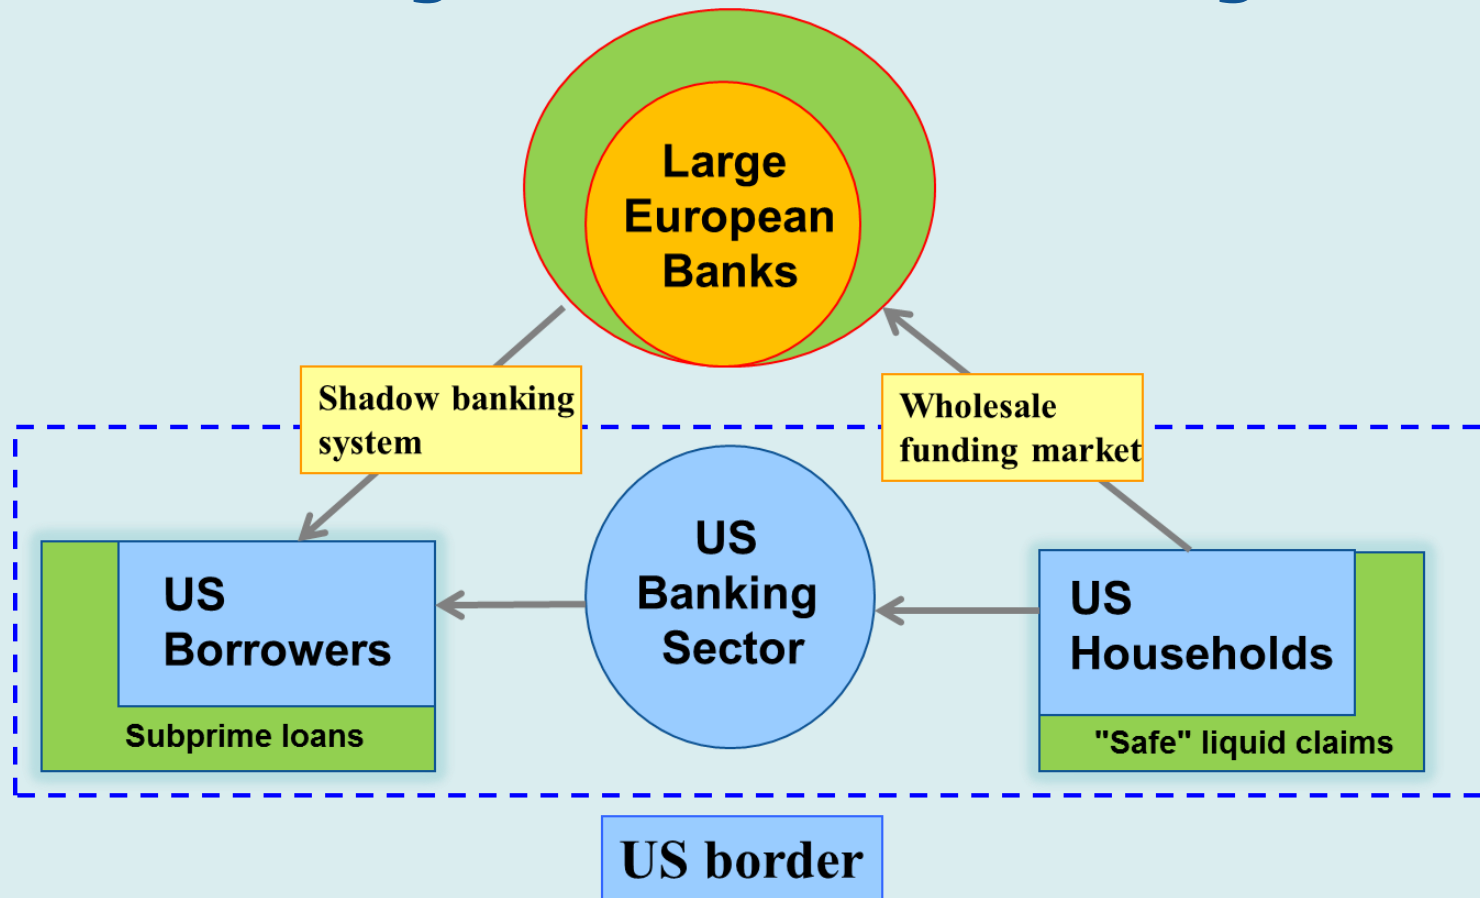 Large
European
Banks
Shadow banking
system
Wholesale
funding market
US
Banking
Sector
US
Borrowers
US
Households
Subprime loans
"Safe" liquid claims
US border